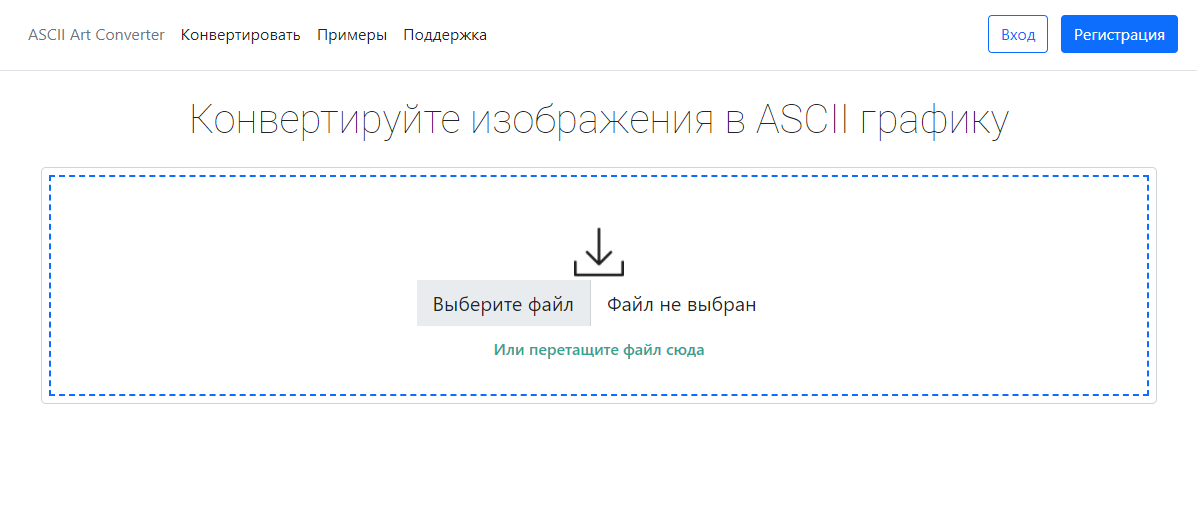 ASCII Art Converter Конвертировать Примеры Поддержка Вход Регистрация
Конвертируйте изображения в ASCII графику
Выберите файл Файл не выбран
Или перетащите файл сюда